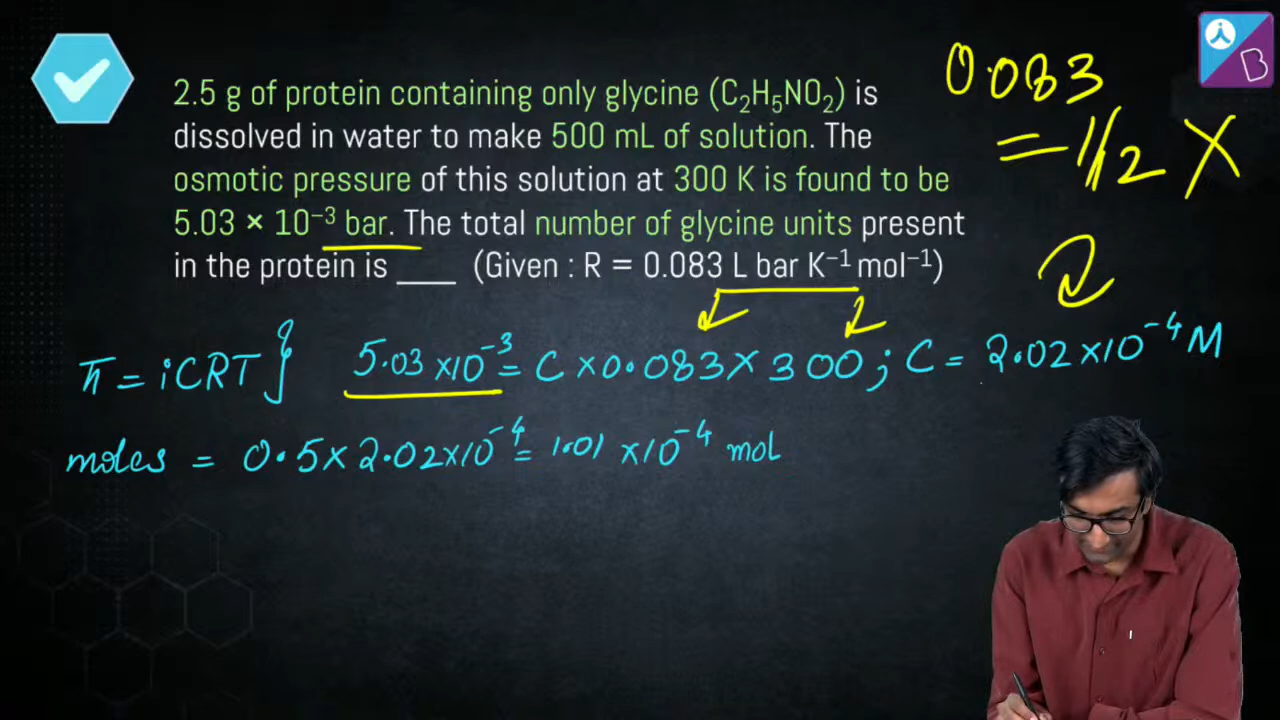 2.5 g of protein containing only glycine (C₂H₅NO₂) is
dissolved in water to make 500 mL of solution. The
osmotic pressure of this solution at 300 K is found to be
5.03 × 10⁻³ bar. The total number of glycine units present
in the protein is ____ (Given : R = 0.083 L bar K⁻¹ mol⁻¹)
0.083
= 1/12 X
π = iCRT } 5.03 ×10⁻³ = C × 0.083 × 300 ; C = 2.02 ×10⁻⁴ M
moles = 0.5 × 2.02 ×10⁻⁴ = 1.01 ×10⁻⁴ mol
B